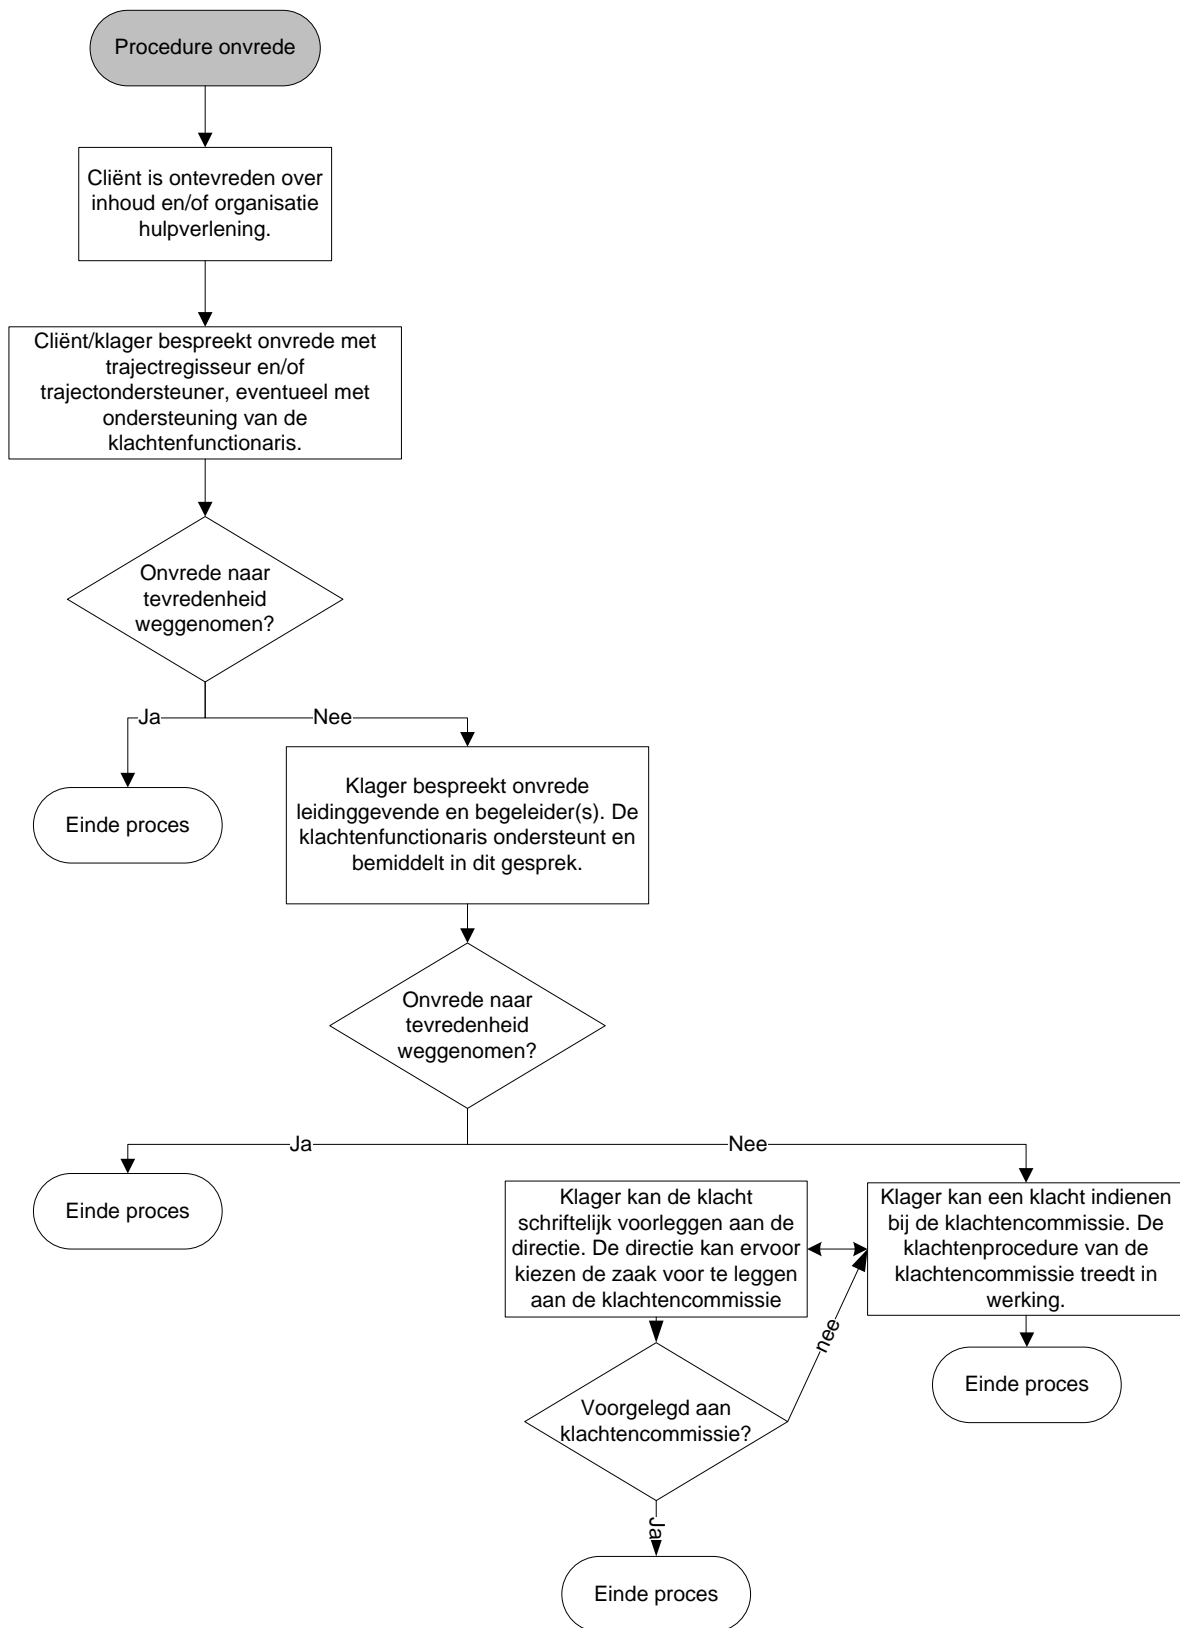 Procedure onvrede
Cliënt is ontevreden over
inhoud en/of organisatie
hulpverlening.
Cliënt/klager bespreekt onvrede met
trajectregisseur en/of
trajectondersteuner, eventueel met
ondersteuning van de
klachtenfunctionaris.
Onvrede naar
tevredenheid
weggenomen?
Ja
Nee
Einde proces
Klager bespreekt onvrede
leidinggevende en begeleider(s). De
klachtenfunctionaris ondersteunt en
bemiddelt in dit gesprek.
Onvrede naar
tevredenheid
weggenomen?
Ja
Nee
Einde proces
Klager kan de klacht
schriftelijk voorleggen aan de
directie. De directie kan ervoor
kiezen de zaak voor te leggen
aan de klachtencommissie
Klager kan een klacht indienen
bij de klachtencommissie. De
klachtenprocedure van de
klachtencommissie treedt in
werking.
nee
Einde proces
Voorgelegd aan
klachtencommissie?
Ja
Einde proces